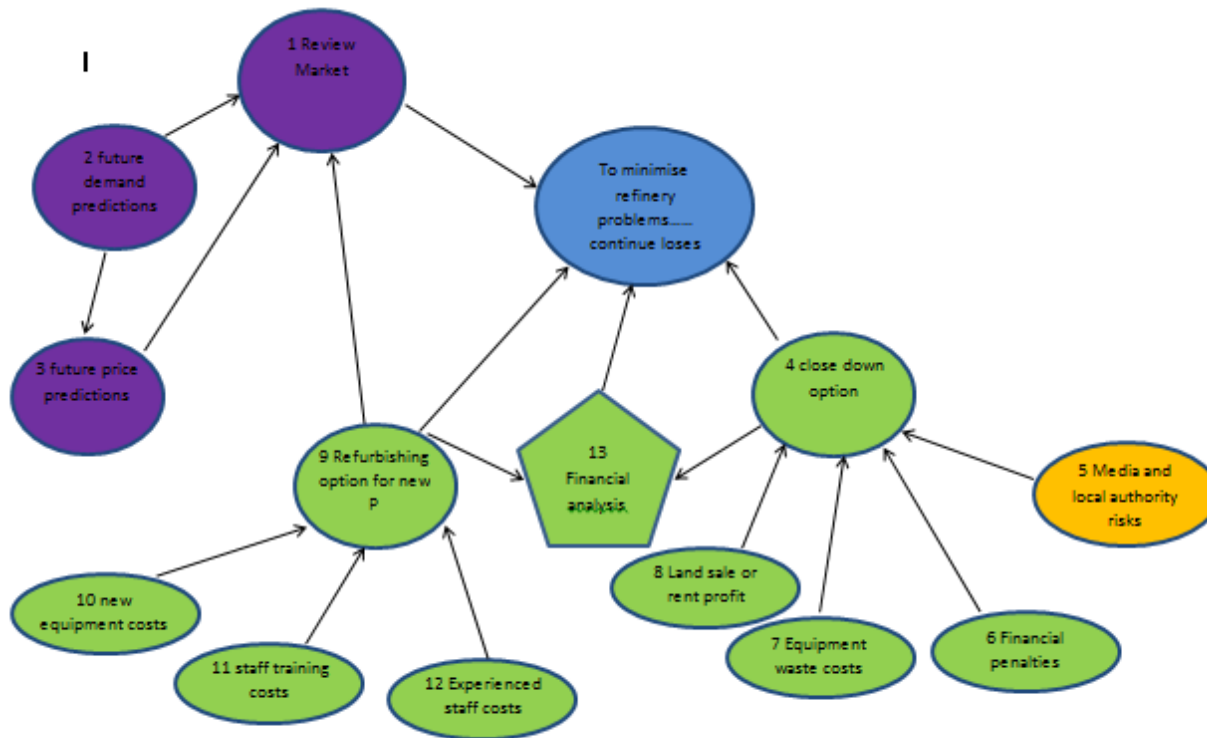 I
1 Review
Market
2 future
demand
predictions
To minimise
refinery
problems......
continue loses
3 future price
predictions
4 close down
option
9 Refurbishing
option for new
P
13
Financial
analysis.
5 Media and
local authority
risks
8 Land sale or
rent profit
10 new
equipment costs
7 Equipment
waste costs
6 Financial
penalties
11 staff training
costs
12 Experienced
staff costs